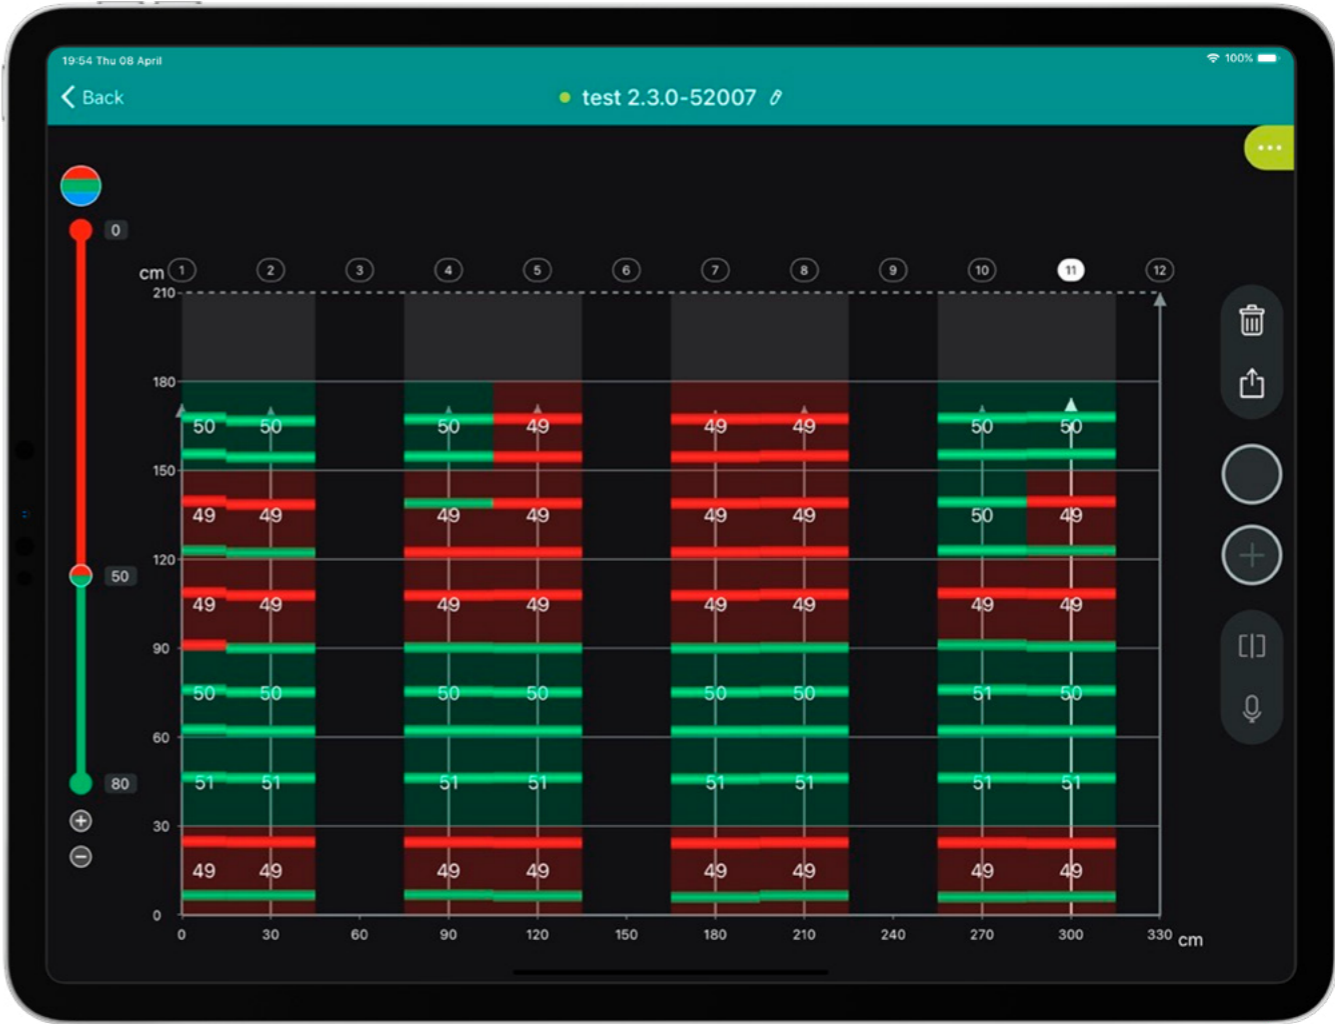 19:54 Thu 08 April
100%
Back
test 2.3.0-52007
0
cm 1 2 3 4 5 6 7 8 9 10 11 12
210
180
50 50 50 49 49 49 50 50
150
49 49 49 49 49 49 50 49
120
50
49 49 49 49 49 49 49 49
90
50 50 50 50 50 50 51 50
60
80
51 51 51 51 51 51 51 51
30
49 49 49 49 49 49 49 49
0
0 30 60 90 120 150 180 210 240 270 300 330 cm